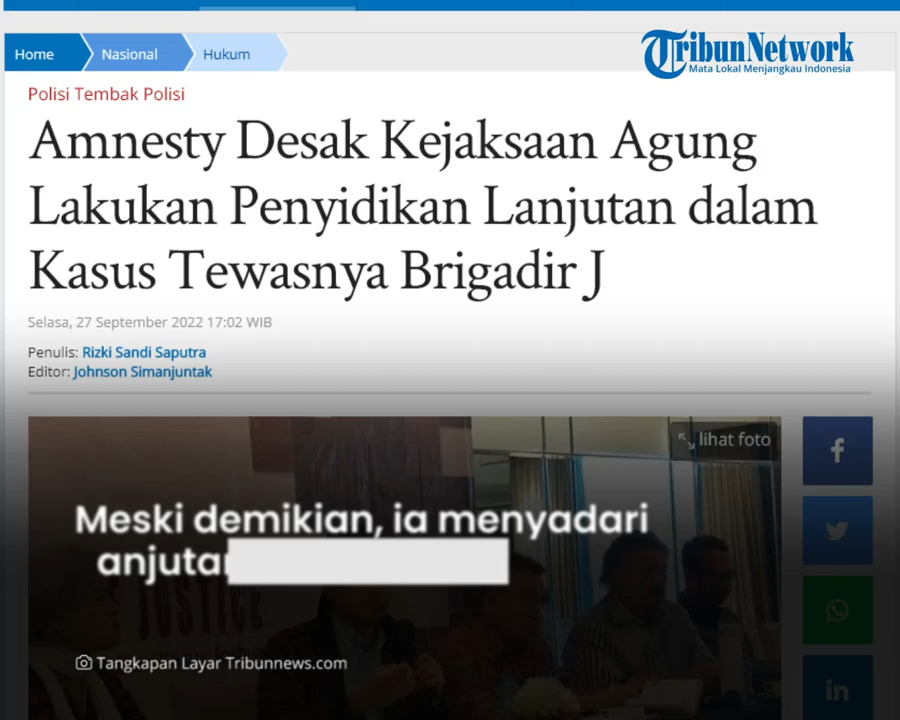 Home Nasional Hukum
TribunNetwork
Mata Lokal Menjangkau Indonesia
Polisi Tembak Polisi
Amnesty Desak Kejaksaan Agung
Lakukan Penyidikan Lanjutan dalam
Kasus Tewasnya Brigadir J
Selasa, 27 September 2022 17:02 WIB
Penulis: Rizki Sandi Saputra
Editor: Johnson Simanjuntak
lihat foto
Meski demikian, ia menyadari
JUSTICE
Tangkapan Layar Tribunnews.com